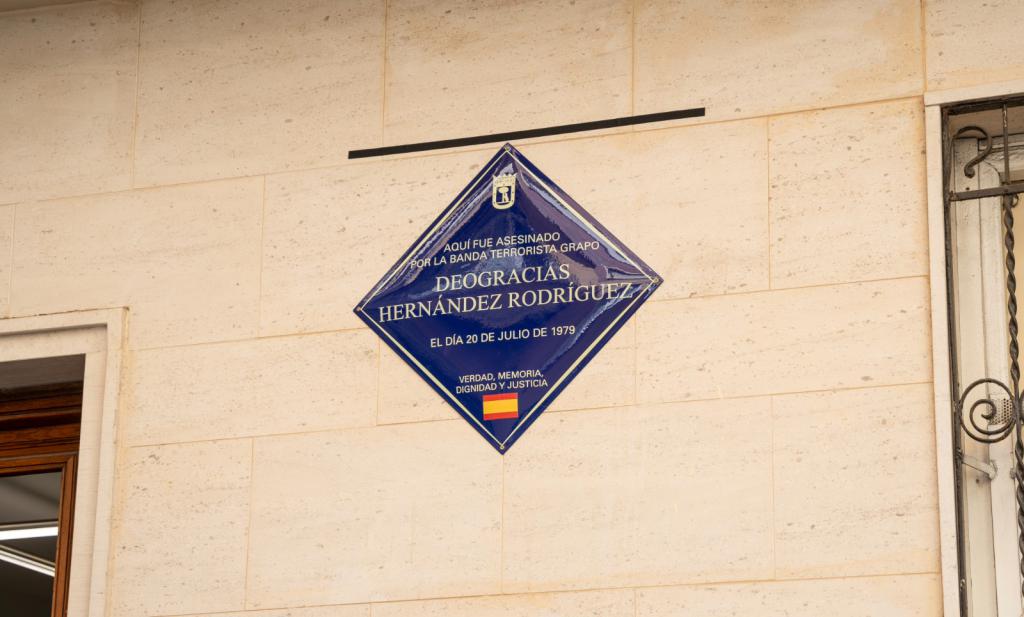 AQUÍ FUE ASESINADO
POR LA BANDA TERRORISTA GRAPO
DEOGRACIAS
HERNÁNDEZ RODRÍGUEZ
EL DÍA 20 DE JULIO DE 1979
VERDAD, MEMORIA,
DIGNIDAD Y JUSTICIA